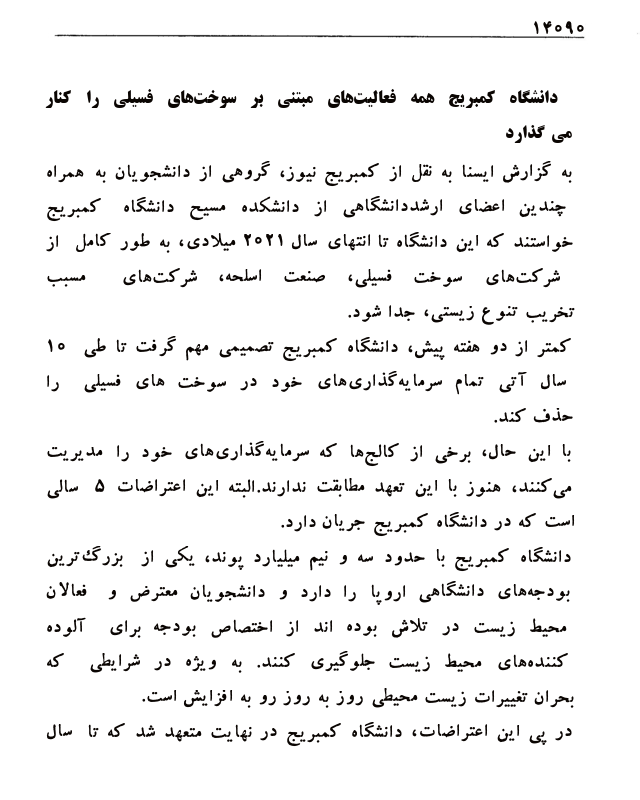 ۱۴۰۹۰
دانشگاه کمبریج همه فعالیت‌های مبتنی بر سوخت‌های فسیلی را کنار
می گذارد
به گزارش ایسنا به نقل از کمبریج نیوز، گروهی از دانشجویان به همراه
چندین اعضای ارشددانشگاهی از دانشکده مسیح دانشگاه کمبریج
خواستند که این دانشگاه تا انتهای سال ۲۰۲۱ میلادی، به طور کامل از
شرکت‌های سوخت فسیلی، صنعت اسلحه، شرکت‌های مسبب
تخریب تنوع زیستی، جدا شود.
کمتر از دو هفته پیش، دانشگاه کمبریج تصمیمی مهم گرفت تا طی ۱۰
سال آتی تمام سرمایه‌گذاری‌های خود در سوخت های فسیلی را
حذف کند.
با این حال، برخی از کالج‌ها که سرمایه‌گذاری‌های خود را مدیریت
می‌کنند، هنوز با این تعهد مطابقت ندارند.البته این اعتراضات ۵ سالی
است که در دانشگاه کمبریج جریان دارد.
دانشگاه کمبریج با حدود سه و نیم میلیارد پوند، یکی از بزرگ‌ترین
بودجه‌های دانشگاهی اروپا را دارد و دانشجویان معترض و فعالان
محیط زیست در تلاش بوده اند از اختصاص بودجه برای آلوده
کننده‌های محیط زیست جلوگیری کنند. به ویژه در شرایطی که
بحران تغییرات زیست محیطی روز به روز رو به افزایش است.
در پی این اعتراضات، دانشگاه کمبریج در نهایت متعهد شد که تا سال